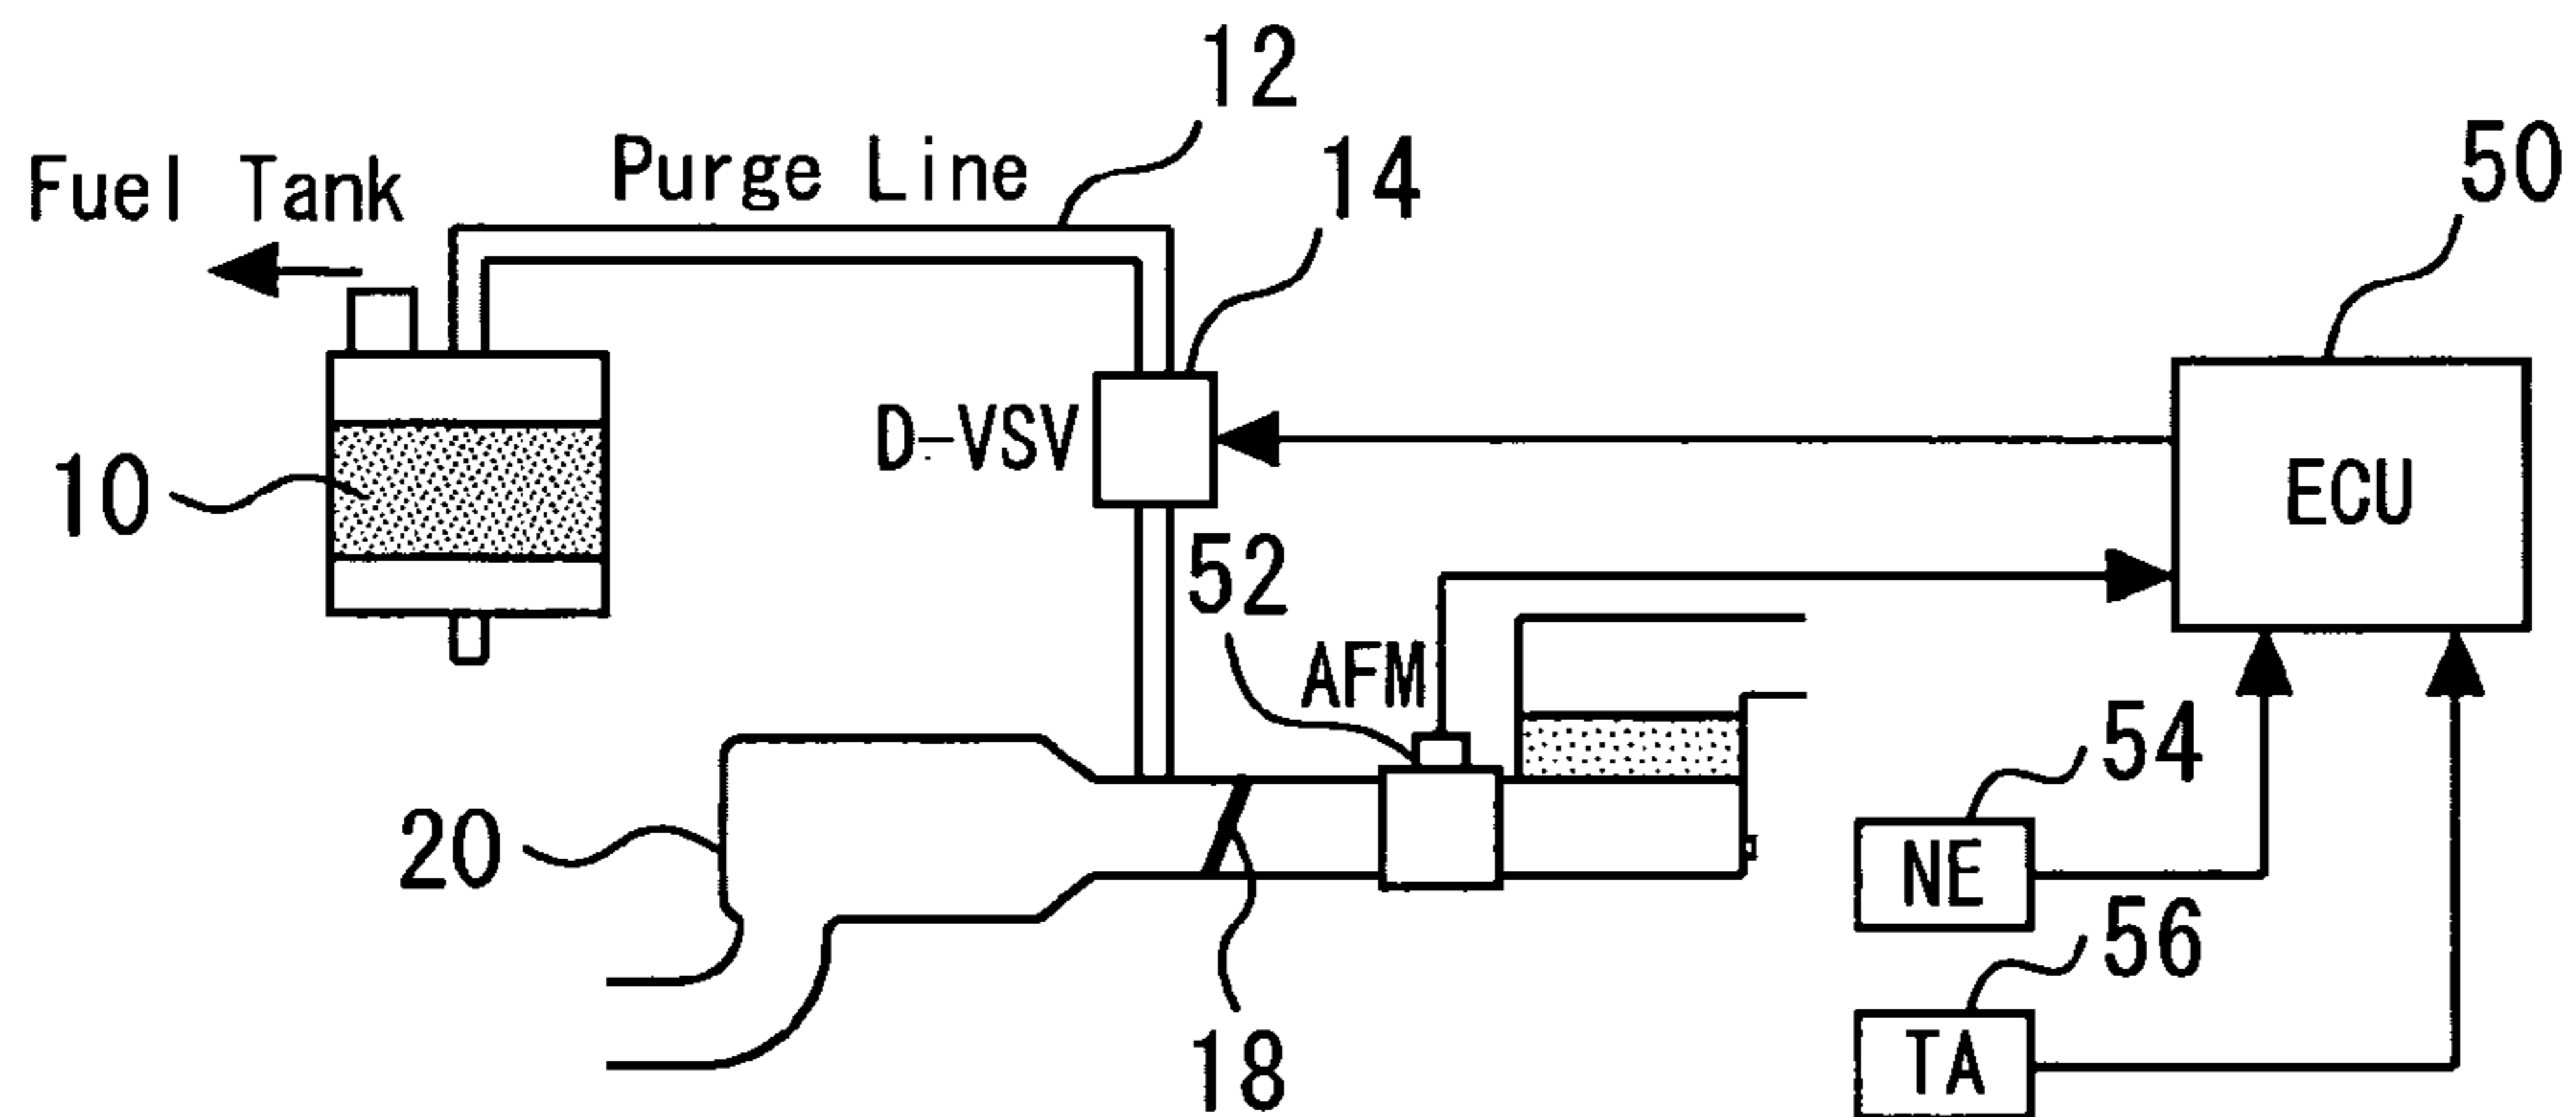 12
Purge Line
14
50
Fuel Tank
D-VSV
ECU
10
52
AFM
54
20
NE
56
18
TA